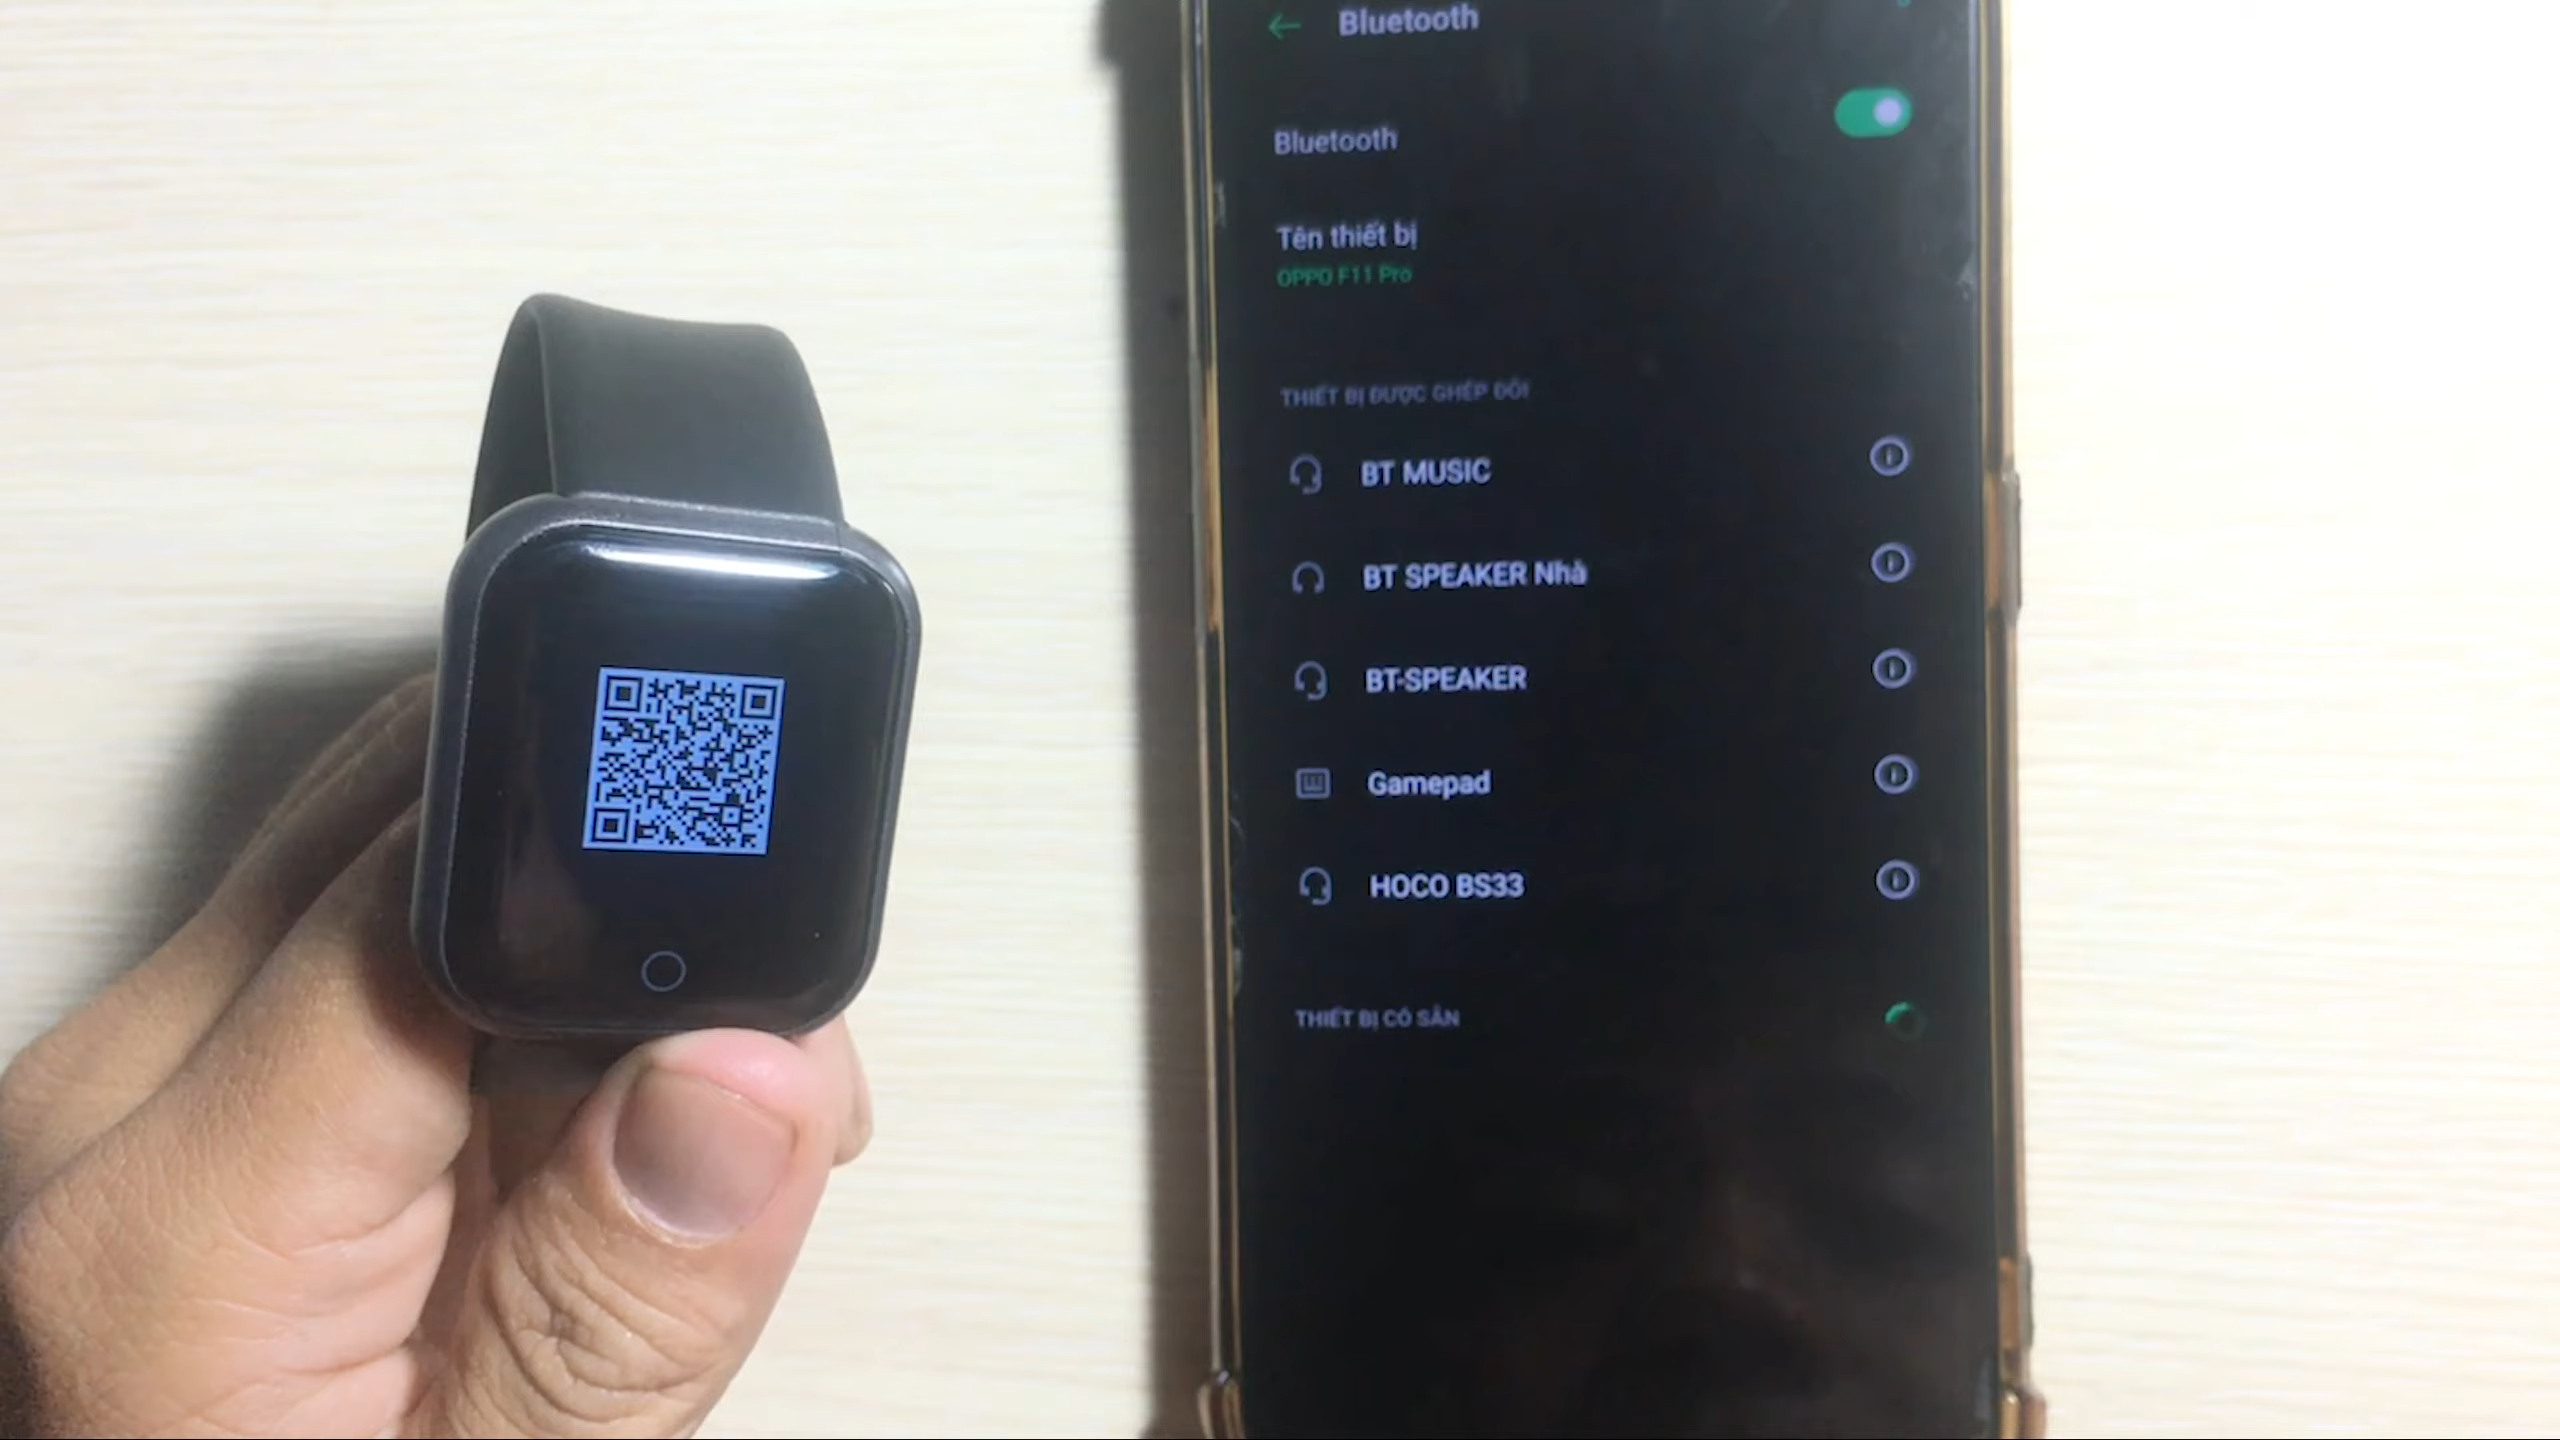 Bluetooth
Bluetooth
Tên thiết bị
OPPO F11 Pro
THIẾT BỊ ĐƯỢC GHÉP ĐÔI
BT MUSIC
BT SPEAKER Nhà
BT-SPEAKER
Gamepad
HOCO BS33
THIẾT BỊ CÓ SẴN